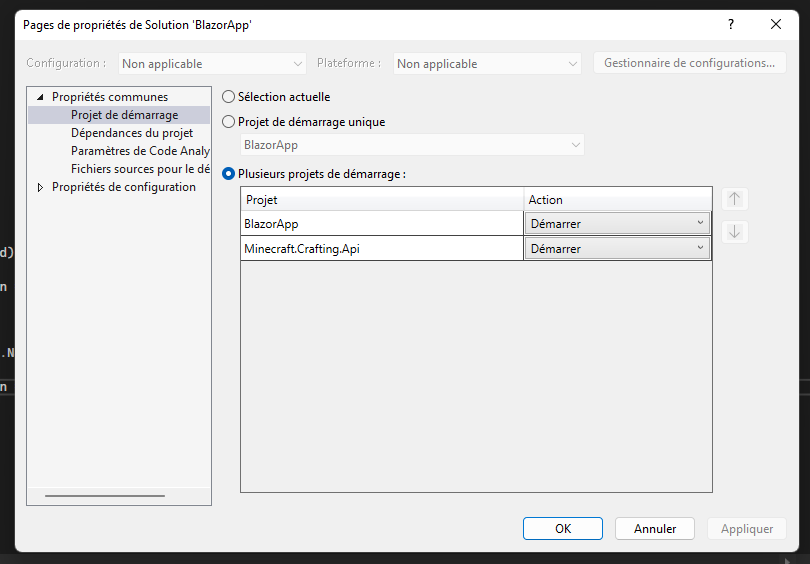 Pages de propriétés de Solution 'BlazorApp'
?
Configuration : Non applicable Plateforme : Non applicable Gestionnaire de configurations...
Propriétés communes
Projet de démarrage
Dépendances du projet
Paramètres de Code Analy
Fichiers sources pour le dé
Propriétés de configuration
Sélection actuelle
Projet de démarrage unique
BlazorApp
Plusieurs projets de démarrage :
Projet Action
BlazorApp Démarrer
Minecraft.Crafting.Api Démarrer
d)
n
.N
n
OK Annuler Appliquer